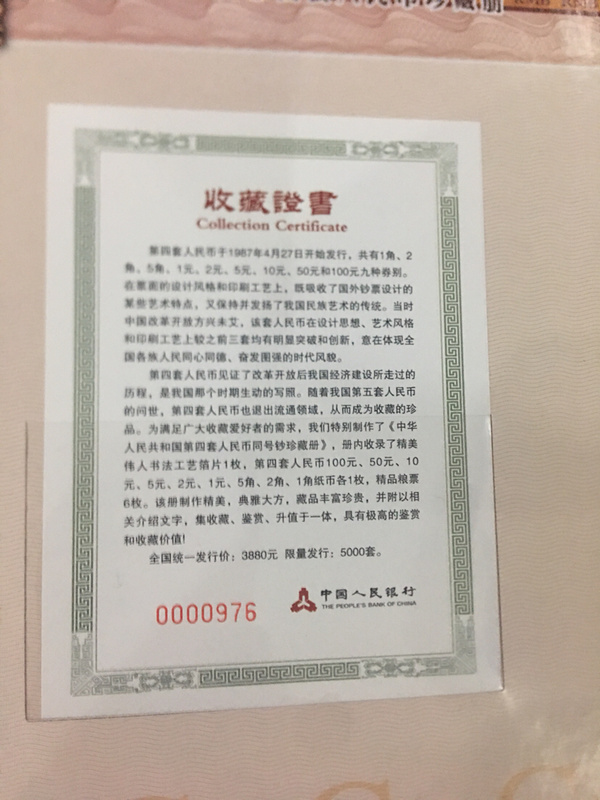 珍藏册
收藏證書
Collection Certificate
第四套人民币于1987年4月27日开始发行，共有1角、2
角、5角、1元、2元、5元、10元、50元和100元九种券别。
在票面的设计风格和印刷工艺上，既吸收了国外钞票设计的
某些艺术特点，又保持并发扬了我国民族艺术的传统。当时
中国改革开放方兴未艾，该套人民币在设计思想、艺术风格
和印刷工艺上较之前三套均有明显突破和创新，意在体现全
国各族人民同心同德、奋发图强的时代风貌。
第四套人民币见证了改革开放后我国经济建设所走过的
历程，是我国那个时期生动的写照。随着我国第五套人民币
的问世，第四套人民币也退出流通领域，从而成为收藏的珍
品。为满足广大收藏爱好者的需求，我们特别制作了《中华
人民共和国第四套人民币同号钞珍藏册》，册内收录了精美
伟人书法工艺箔片1枚，第四套人民币100元、50元、10
元、5元、2元、1元、5角、2角、1角纸币各1枚，精品粮票
6枚。该册制作精美，典雅大方，藏品丰富珍贵，并附以相
关介绍文字，集收藏、鉴赏、升值于一体，具有极高的鉴赏
和收藏价值!
全国统一发行价：3880元 限量发行：5000套。
0000976
中国人民银行
THE PEOPLE'S BANK OF CHINA